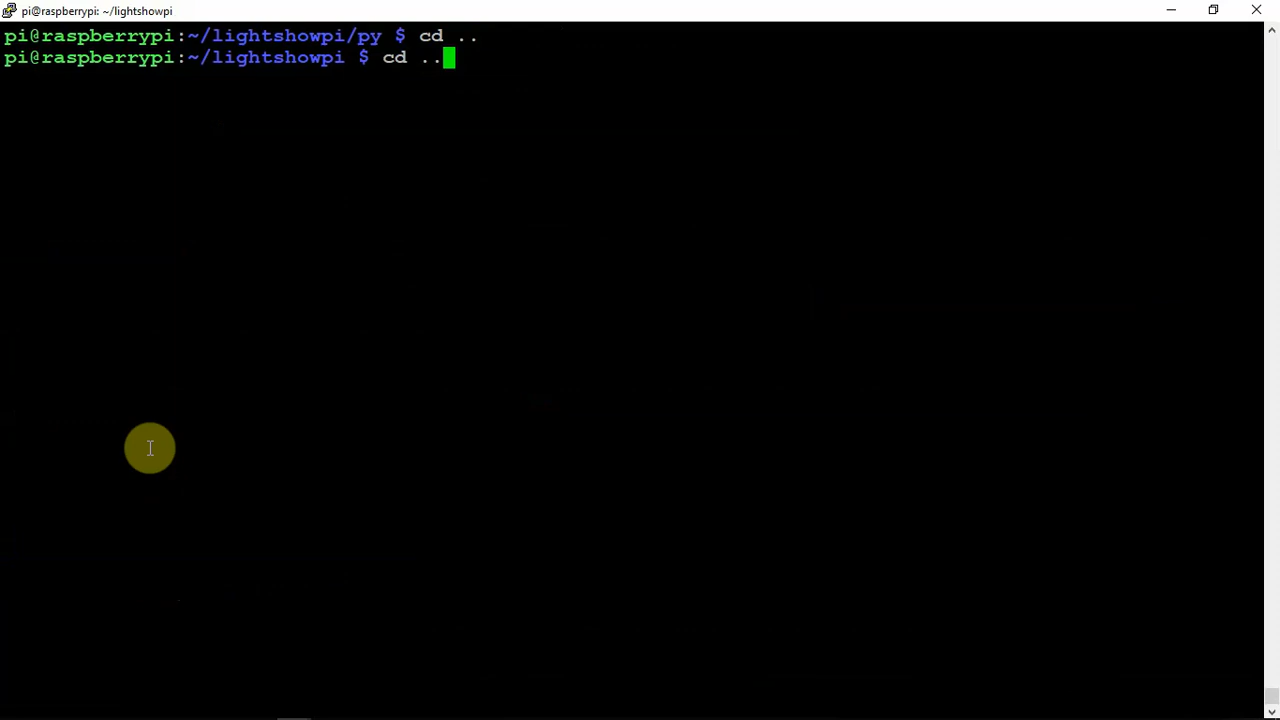 pi@raspberrypi: ~/lightshowpi
pi@raspberrypi:~/lightshowpi/py $ cd ..
pi@raspberrypi:~/lightshowpi $ cd ..